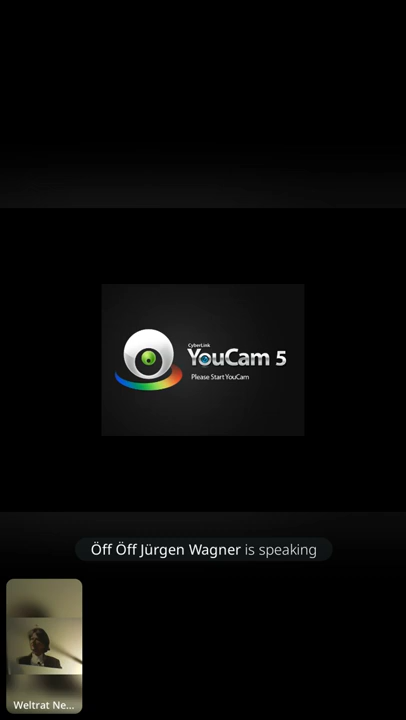 CyberLink
YouCam 5
Please Start YouCam
Öff Öff Jürgen Wagner is speaking
Weltrat Ne...